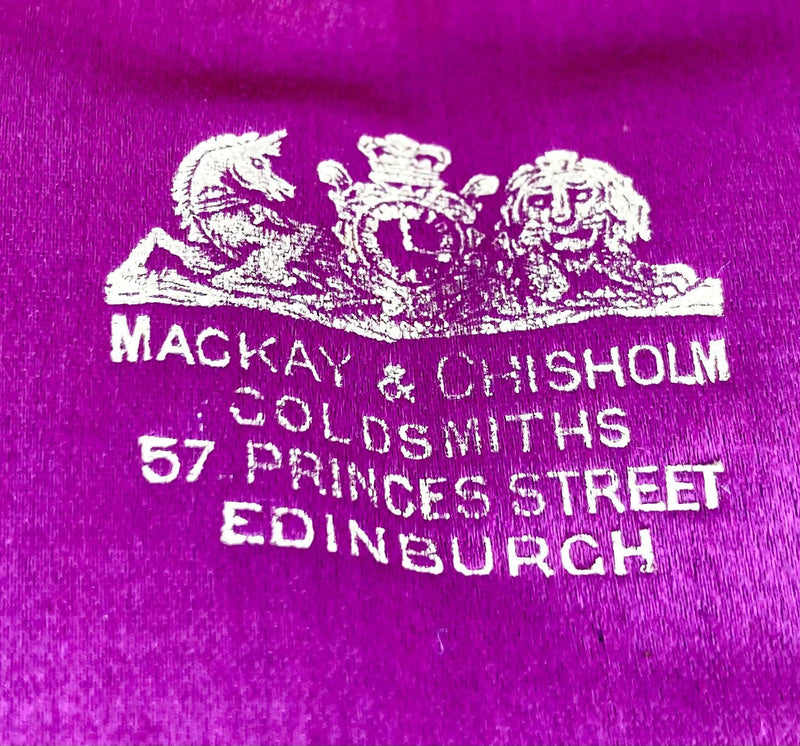 MACKAY & CHISHOLM
GOLDSMITHS
57 PRINCES STREET
EDINBURGH